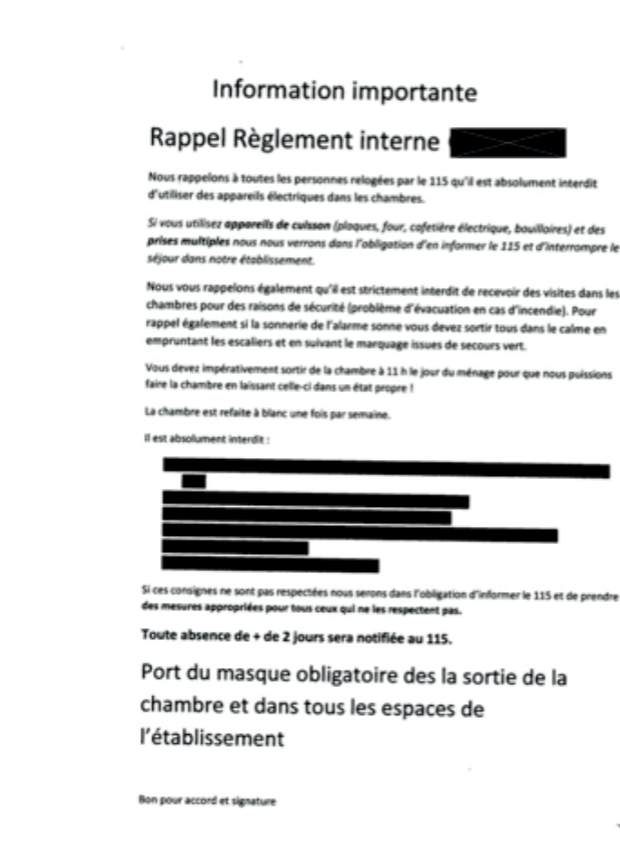 Information importante
Rappel Règlement interne
Nous rappelons à toutes les personnes relogées par le 115 qu'il est absolument interdit
d'utiliser des appareils électriques dans les chambres.
Si vous utilisez appareils de cuisson (plaques, four, cafetière électrique, bouilloires) et des
prises multiples nous nous verrons dans l'obligation d'en informer le 115 et d'interrompre le
séjour dans notre établissement.
Nous vous rappelons également qu'il est strictement interdit de recevoir des visites dans les
chambres pour des raisons de sécurité (problème d'évacuation en cas d'incendie). Pour
rappel également si la sonnerie de l'alarme sonne vous devez sortir tous dans le calme en
empruntant les escaliers et en suivant le marquage issues de secours vert.
Vous devez impérativement sortir de la chambre à 11 h le jour du ménage pour que nous puissions
faire la chambre en laissant celle-ci dans un état propre !
La chambre est refaite à blanc une fois par semaine.
Il est absolument interdit :
Si ces consignes ne sont pas respectées nous serons dans l'obligation d'informer le 115 et de prendre
des mesures appropriées pour tous ceux qui ne les respectent pas.
Toute absence de + de 2 jours sera notifiée au 115.
Port du masque obligatoire des la sortie de la
chambre et dans tous les espaces de
l'établissement
Bon pour accord et signature